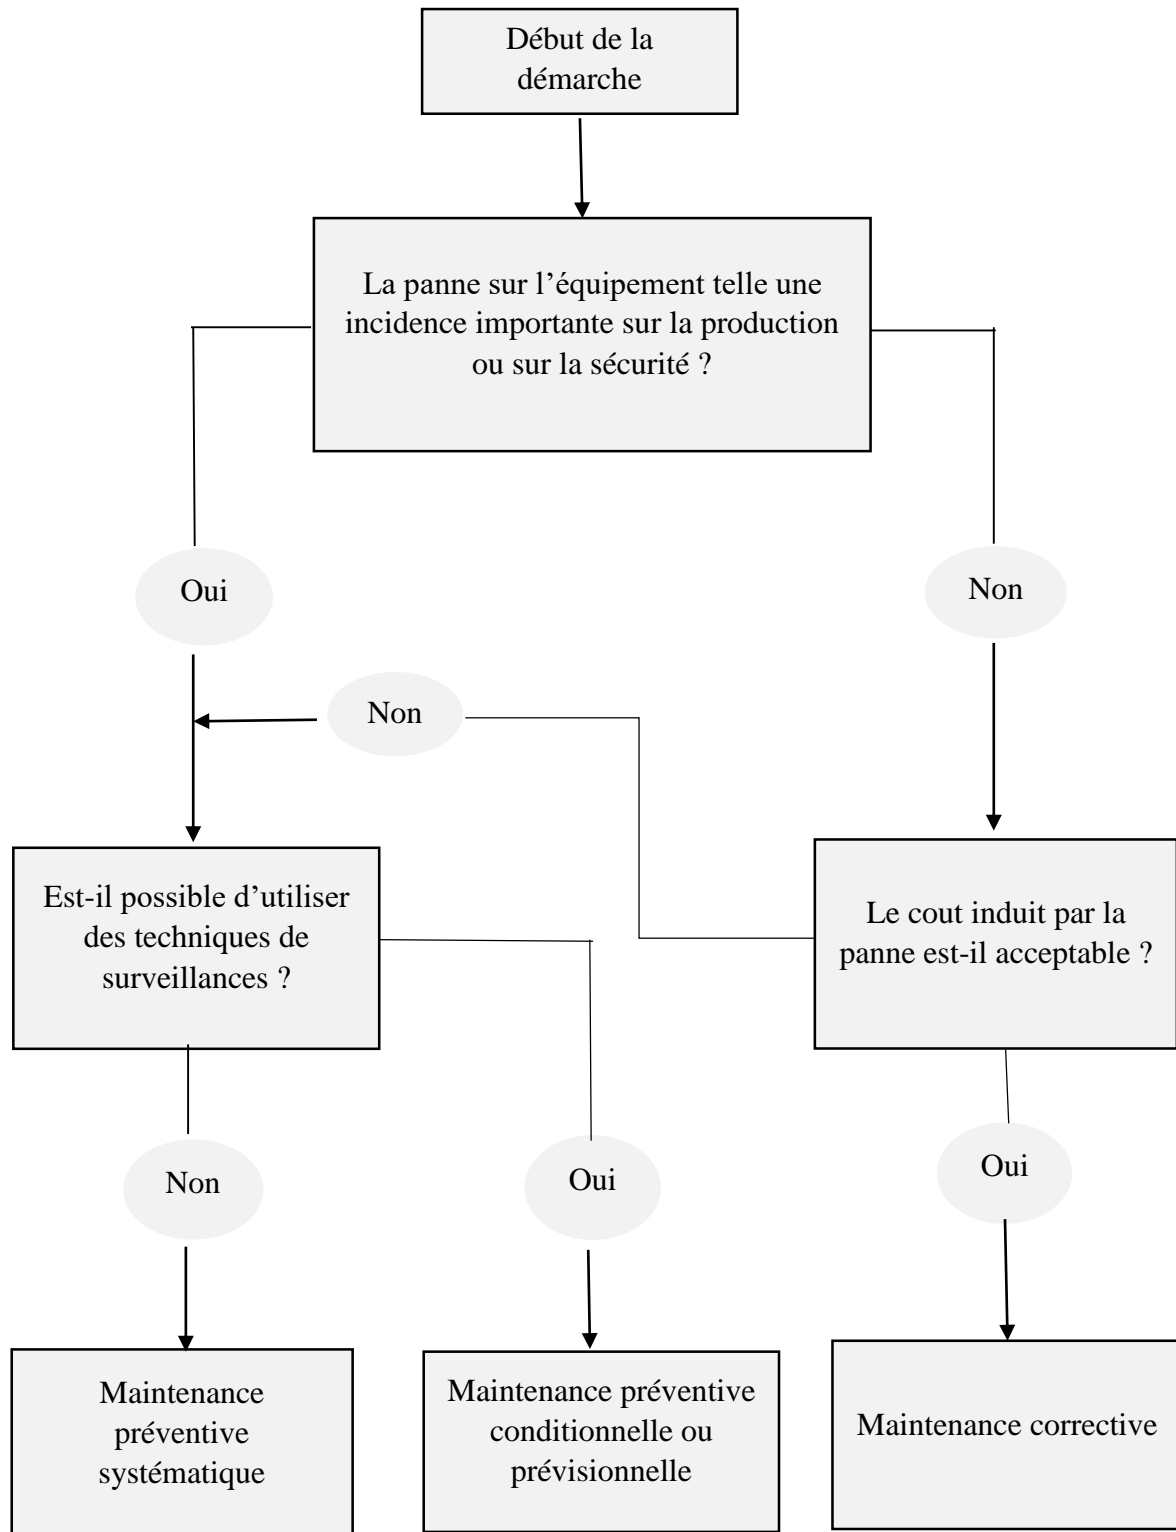 Début de la
démarche
La panne sur l’équipement telle une
incidence importante sur la production
ou sur la sécurité ?
Oui
Non
Non
Est-il possible d’utiliser
des techniques de
surveillances ?
Le cout induit par la
panne est-il acceptable ?
Non
Oui
Oui
Maintenance
préventive
systématique
Maintenance préventive
conditionnelle ou
prévisionnelle
Maintenance corrective